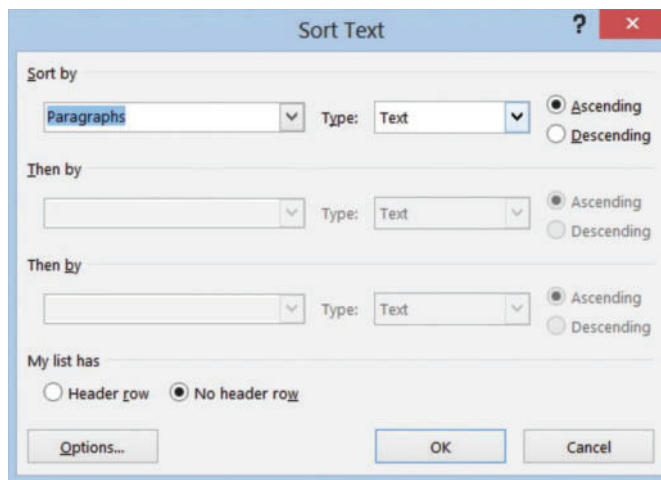 Sort Text ?
Sort by
Paragraphs Type: Text Ascending
Descending
Then by
Type: Text Ascending
Descending
Then by
Type: Text Ascending
Descending
My list has
Header row No header row
Options... OK Cancel